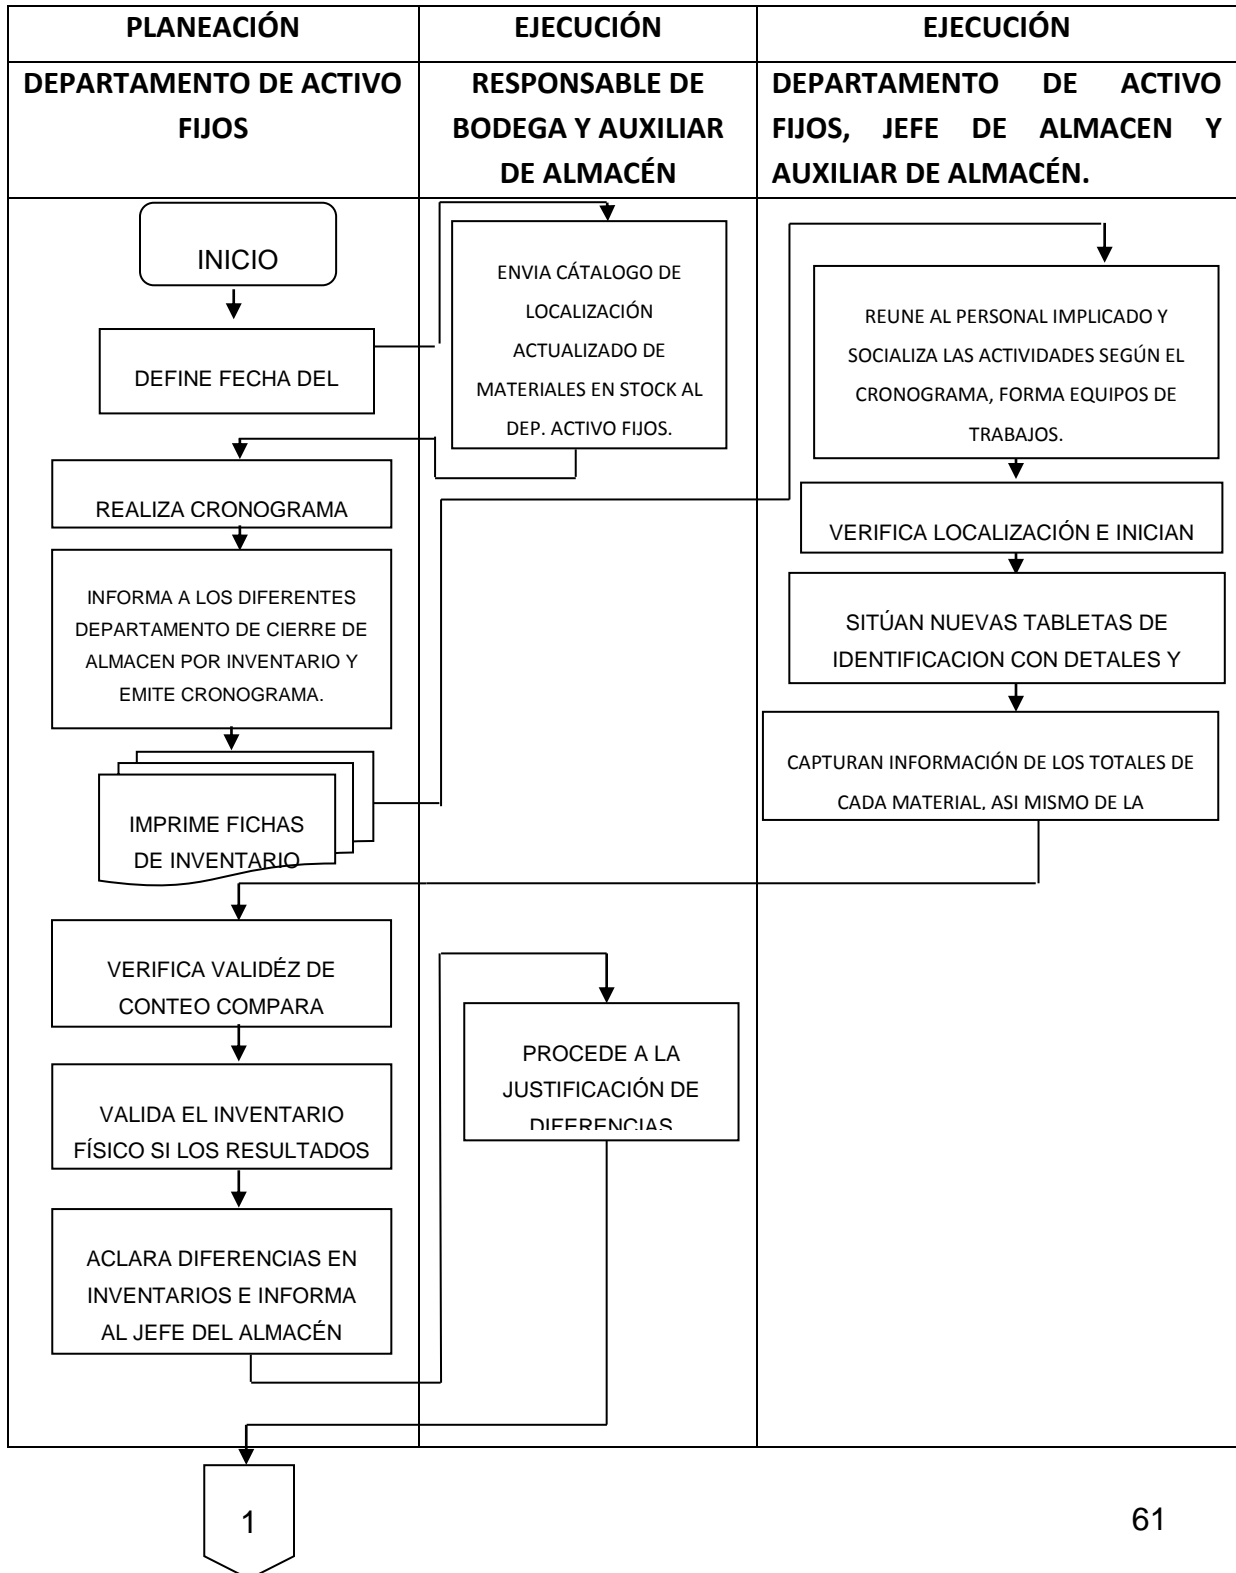 PLANEACIÓN
EJECUCIÓN
EJECUCIÓN
DEPARTAMENTO DE ACTIVO
FIJOS
RESPONSABLE DE
BODEGA Y AUXILIAR
DE ALMACÉN
DEPARTAMENTO DE ACTIVO
FIJOS, JEFE DE ALMACEN Y
AUXILIAR DE ALMACÉN.
INICIO
DEFINE FECHA DEL
ENVIA CÁTALOGO DE
LOCALIZACIÓN
ACTUALIZADO DE
MATERIALES EN STOCK AL
DEP. ACTIVO FIJOS.
REALIZA CRONOGRAMA
INFORMA A LOS DIFERENTES
DEPARTAMENTO DE CIERRE DE
ALMACEN POR INVENTARIO Y
EMITE CRONOGRAMA.
IMPRIME FICHAS
DE INVENTARIO
REUNE AL PERSONAL IMPLICADO Y
SOCIALIZA LAS ACTIVIDADES SEGÚN EL
CRONOGRAMA, FORMA EQUIPOS DE
TRABAJOS.
VERIFICA LOCALIZACIÓN E INICIAN
SITÚAN NUEVAS TABLETAS DE
IDENTIFICACION CON DETALES Y
CAPTURAN INFORMACIÓN DE LOS TOTALES DE
CADA MATERIAL, ASI MISMO DE LA
VERIFICA VALIDÉZ DE
CONTEO COMPARA
VALIDA EL INVENTARIO
FÍSICO SI LOS RESULTADOS
ACLARA DIFERENCIAS EN
INVENTARIOS E INFORMA
AL JEFE DEL ALMACÉN
PROCEDE A LA
JUSTIFICACIÓN DE
DIFERENCIAS
1
61